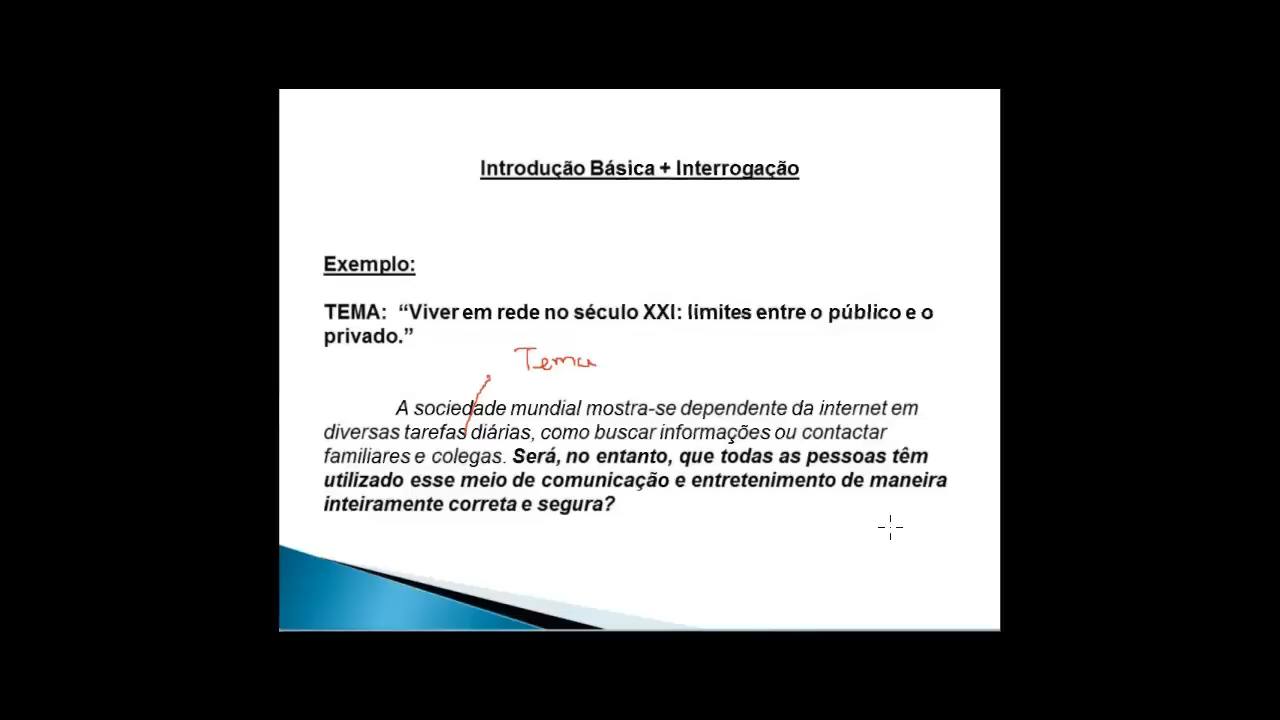 Introdução Básica + Interrogação
Exemplo:
TEMA: “Viver em rede no século XXI: limites entre o público e o
privado.”
Tema
A sociedade mundial mostra-se dependente da internet em
diversas tarefas diárias, como buscar informações ou contactar
familiares e colegas. Será, no entanto, que todas as pessoas têm
utilizado esse meio de comunicação e entretenimento de maneira
inteiramente correta e segura?